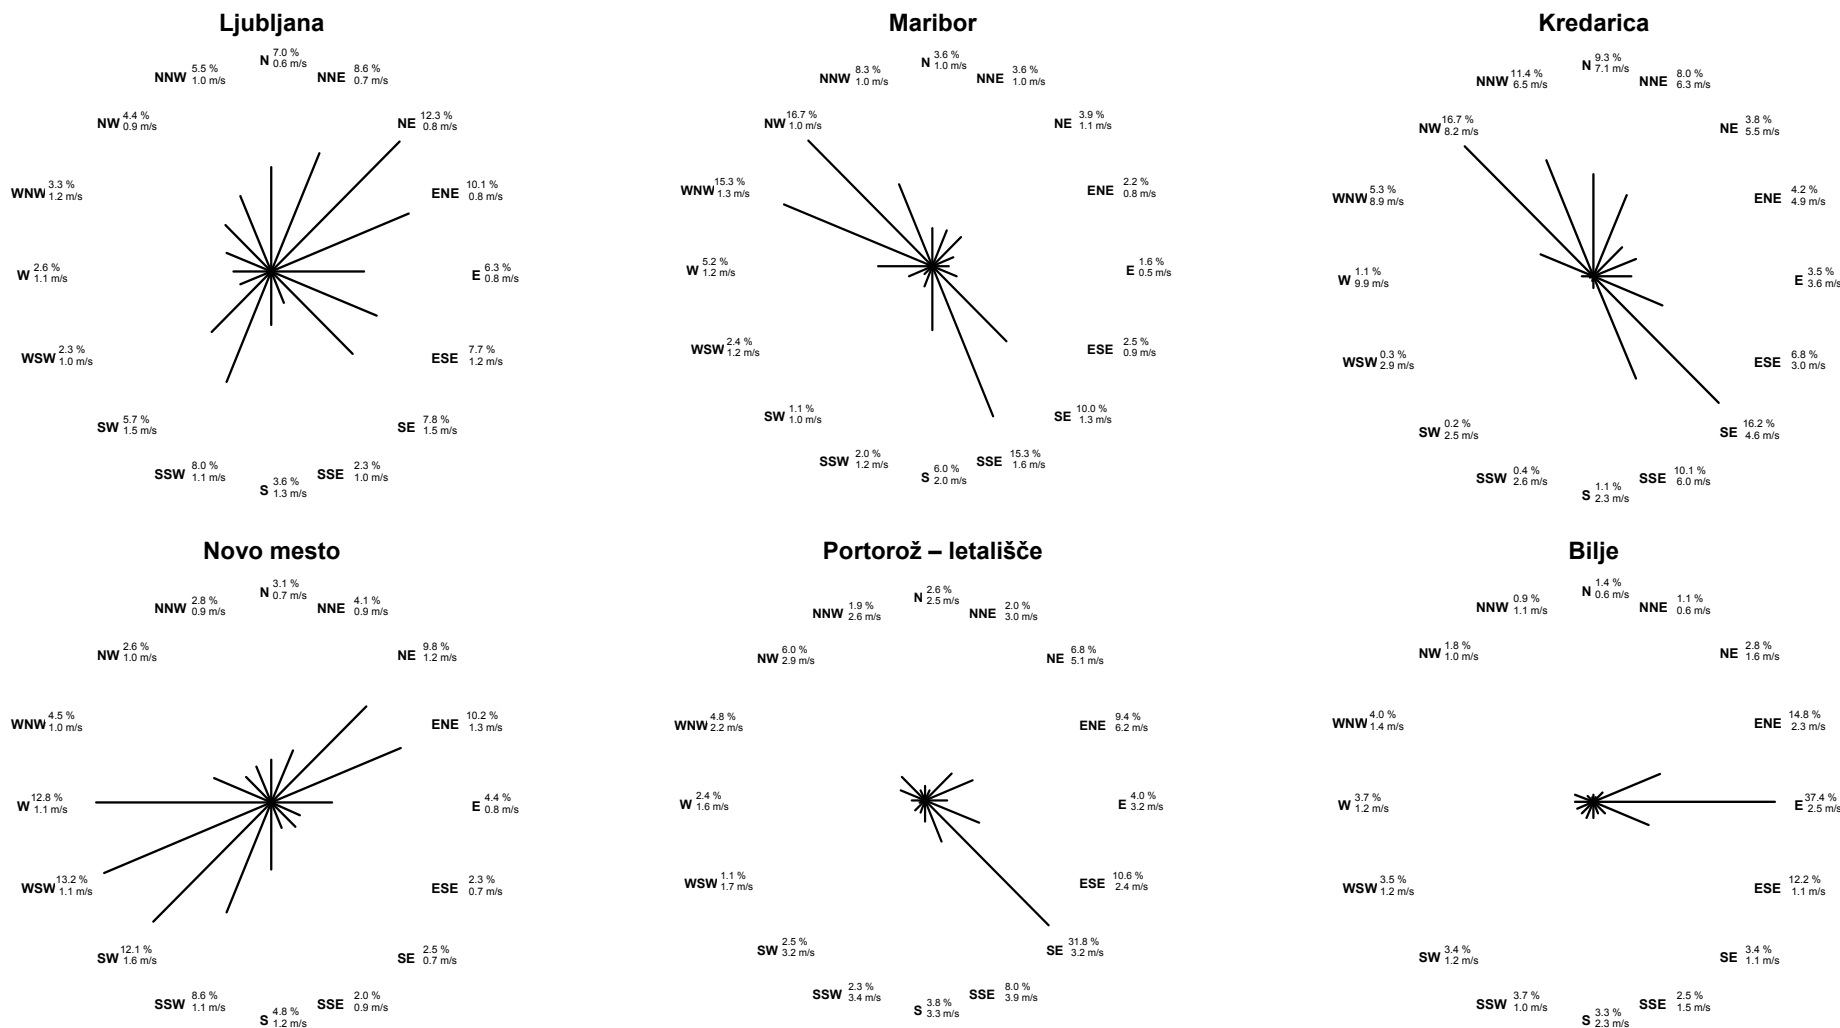 Ljubljana
N 7.0 %
0.6 m/s
NNE 8.6 %
0.7 m/s
NE 12.3 %
0.8 m/s
ENE 10.1 %
0.8 m/s
E 6.3 %
0.8 m/s
ESE 7.7 %
1.2 m/s
SE 7.8 %
1.5 m/s
SSE 2.3 %
1.0 m/s
S 3.6 %
1.3 m/s
SSW 8.0 %
1.1 m/s
SW 5.7 %
1.5 m/s
WSW 2.3 %
1.0 m/s
W 2.6 %
1.1 m/s
WNW 3.3 %
1.2 m/s
NW 4.4 %
0.9 m/s
NNW 5.5 %
1.0 m/s
Maribor
N 3.6 %
1.0 m/s
NNE 3.6 %
1.0 m/s
NE 3.9 %
1.1 m/s
ENE 2.2 %
0.8 m/s
E 1.6 %
0.5 m/s
ESE 2.5 %
0.9 m/s
SE 10.0 %
1.3 m/s
SSE 15.3 %
1.6 m/s
S 6.0 %
2.0 m/s
SSW 2.0 %
1.2 m/s
SW 1.1 %
1.0 m/s
WSW 2.4 %
1.2 m/s
W 5.2 %
1.2 m/s
WNW 15.3 %
1.3 m/s
NW 16.7 %
1.0 m/s
NNW 8.3 %
1.0 m/s
Kredarica
N 9.3 %
7.1 m/s
NNE 8.0 %
6.3 m/s
NE 3.8 %
5.5 m/s
ENE 4.2 %
4.9 m/s
E 3.5 %
3.6 m/s
ESE 6.8 %
3.0 m/s
SE 16.2 %
4.6 m/s
SSE 10.1 %
6.0 m/s
S 1.1 %
2.3 m/s
SSW 0.4 %
2.6 m/s
SW 0.2 %
2.5 m/s
WSW 0.3 %
2.9 m/s
W 1.1 %
9.9 m/s
WNW 5.3 %
8.9 m/s
NW 16.7 %
8.2 m/s
NNW 11.4 %
6.5 m/s
Novo mesto
N 3.1 %
0.7 m/s
NNE 4.1 %
0.9 m/s
NE 9.8 %
1.2 m/s
ENE 10.2 %
1.3 m/s
E 4.4 %
0.8 m/s
ESE 2.3 %
0.7 m/s
SE 2.5 %
0.7 m/s
SSE 2.0 %
0.9 m/s
S 4.8 %
1.2 m/s
SSW 8.6 %
1.1 m/s
SW 12.1 %
1.6 m/s
WSW 13.2 %
1.1 m/s
W 12.8 %
1.1 m/s
WNW 4.5 %
1.0 m/s
NW 2.6 %
1.0 m/s
NNW 2.8 %
0.9 m/s
Portorož – letališče
N 2.6 %
2.5 m/s
NNE 2.0 %
3.0 m/s
NE 6.8 %
5.1 m/s
ENE 9.4 %
6.2 m/s
E 4.0 %
3.2 m/s
ESE 10.6 %
2.4 m/s
SE 31.8 %
3.2 m/s
SSE 8.0 %
3.9 m/s
S 3.8 %
3.3 m/s
SSW 2.3 %
3.4 m/s
SW 2.5 %
3.2 m/s
WSW 1.1 %
1.7 m/s
W 2.4 %
1.6 m/s
WNW 4.8 %
2.2 m/s
NW 6.0 %
2.9 m/s
NNW 1.9 %
2.6 m/s
Bilje
N 1.4 %
0.6 m/s
NNE 1.1 %
0.6 m/s
NE 2.8 %
1.6 m/s
ENE 14.8 %
2.3 m/s
E 37.4 %
2.5 m/s
ESE 12.2 %
1.1 m/s
SE 3.4 %
1.1 m/s
SSE 2.5 %
1.5 m/s
S 3.3 %
2.3 m/s
SSW 3.7 %
1.0 m/s
SW 3.4 %
1.2 m/s
WSW 3.5 %
1.2 m/s
W 3.7 %
1.2 m/s
WNW 4.0 %
1.4 m/s
NW 1.8 %
1.0 m/s
NNW 0.9 %
1.1 m/s